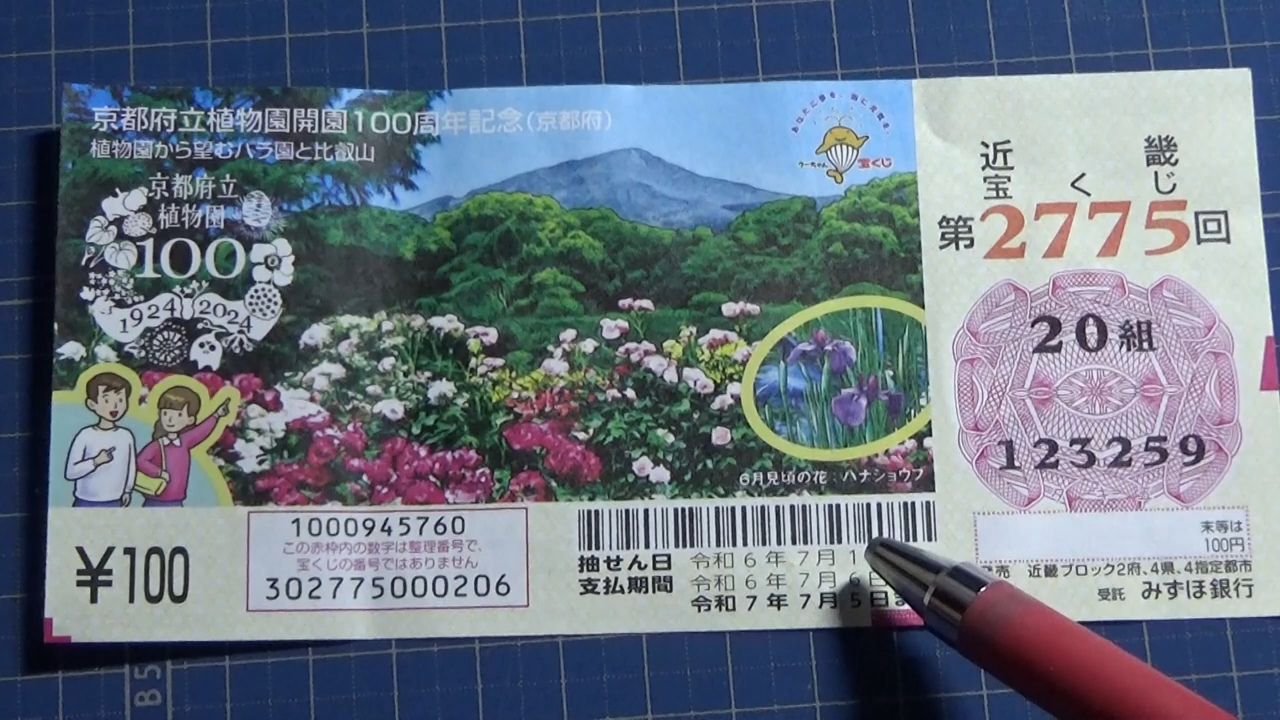 京都府立植物園開園100周年記念(京都府)
植物園から望むバラ園と比叡山
京都府立
植物園
100
1924 2024
クーちゃん 宝くじ
6月見頃の花：ハナショウブ
¥100
1000945760
この赤枠内の数字は整理番号で、
宝くじの番号ではありません
302775000206
抽せん日 令和 6 年 7 月 1
支払期間 令和 6 年 7 月 6日
令和 7 年 7 月 5日ま
近畿
宝くじ
第2775回
20組
123259
末等は
100円
売 近畿ブロック2府、4県、4指定都市
受託 みずほ銀行
B5